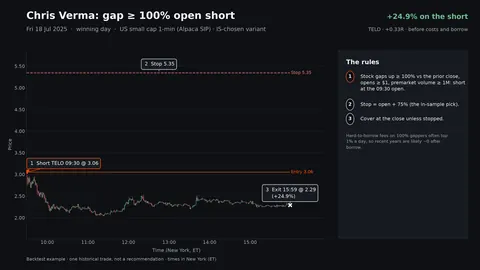 Chris Verma: gap ≥ 100% open short
+24.9% on the short
Fri 18 Jul 2025 · winning day · US small cap 1-min (Alpaca SIP) · IS-chosen variant
TELO · +0.33R · before costs and borrow
The rules
1 Stock gaps up ≥ 100% vs the prior close,
opens ≥ $1, premarket volume ≥ 1M: short
at the 09:30 open.
2 Stop = open + 75% (the in-sample pick).
3 Cover at the close unless stopped.
Hard-to-borrow fees on 100% gappers often top
1% a day, so recent years are likely ~0 after
borrow.
2 Stop 5.35
Stop 5.35
1 Short TELO 09:30 @ 3.06
Entry 3.06
3 Exit 15:59 @ 2.29
(+24.9%)
Price
5.50
5.00
4.50
4.00
3.50
3.00
2.50
2.00
10:00
11:00
12:00
13:00
14:00
15:00
Time (New York, ET)
Backtest example · one historical trade, not a recommendation · times in New York (ET)